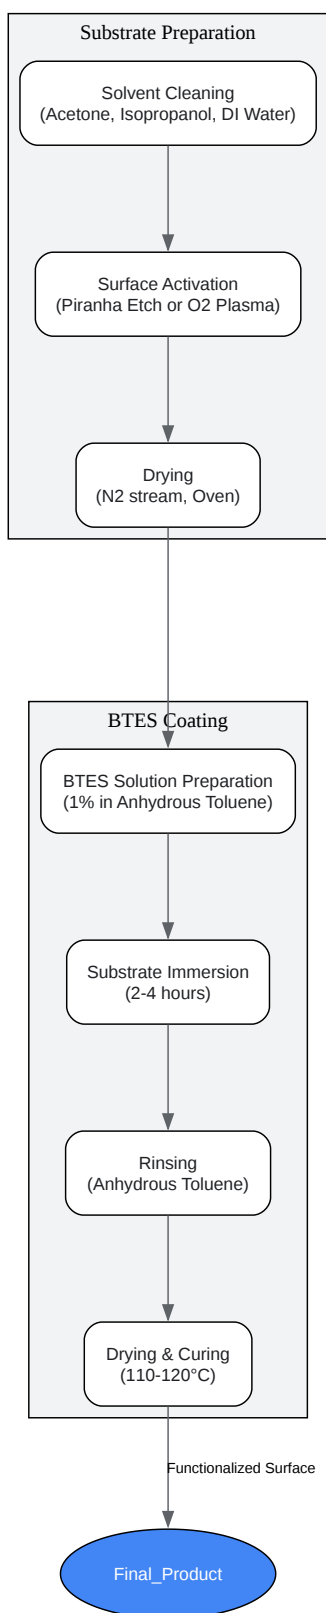 Substrate Preparation
Solvent Cleaning
(Acetone, Isopropanol, DI Water)
Surface Activation
(Piranha Etch or O2 Plasma)
Drying
(N2 stream, Oven)
BTES Coating
BTES Solution Preparation
(1% in Anhydrous Toluene)
Substrate Immersion
(2-4 hours)
Rinsing
(Anhydrous Toluene)
Drying & Curing
(110-120°C)
Functionalized Surface
Final_Product